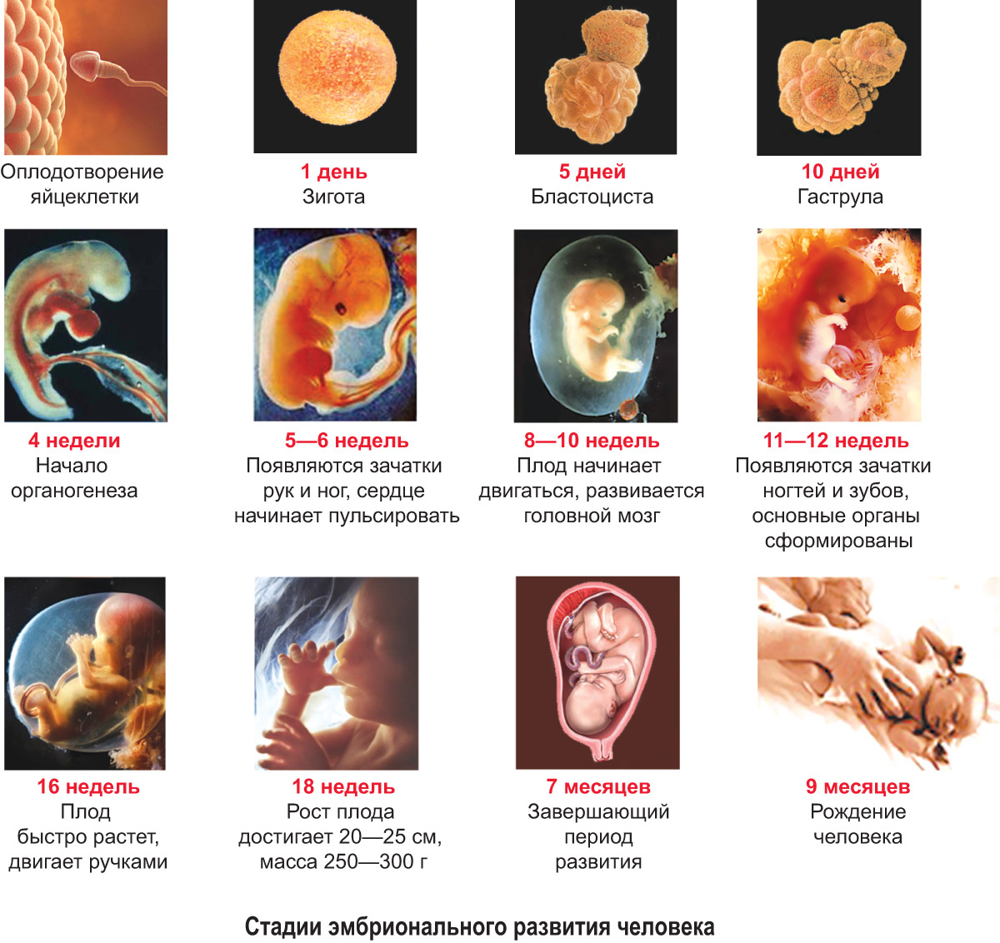 Оплодотворение
яйцеклетки
1 день
Зигота
5 дней
Бластоциста
10 дней
Гаструла
4 недели
Начало
органогенеза
5—6 недель
Появляются зачатки
рук и ног, сердце
начинает пульсировать
8—10 недель
Плод начинает
двигаться, развивается
головной мозг
11—12 недель
Появляются зачатки
ногтей и зубов,
основные органы
сформированы
16 недель
Плод
быстро растет,
двигает ручками
18 недель
Рост плода
достигает 20—25 см,
масса 250—300 г
7 месяцев
Завершающий
период
развития
9 месяцев
Рождение
человека
Стадии эмбрионального развития человека